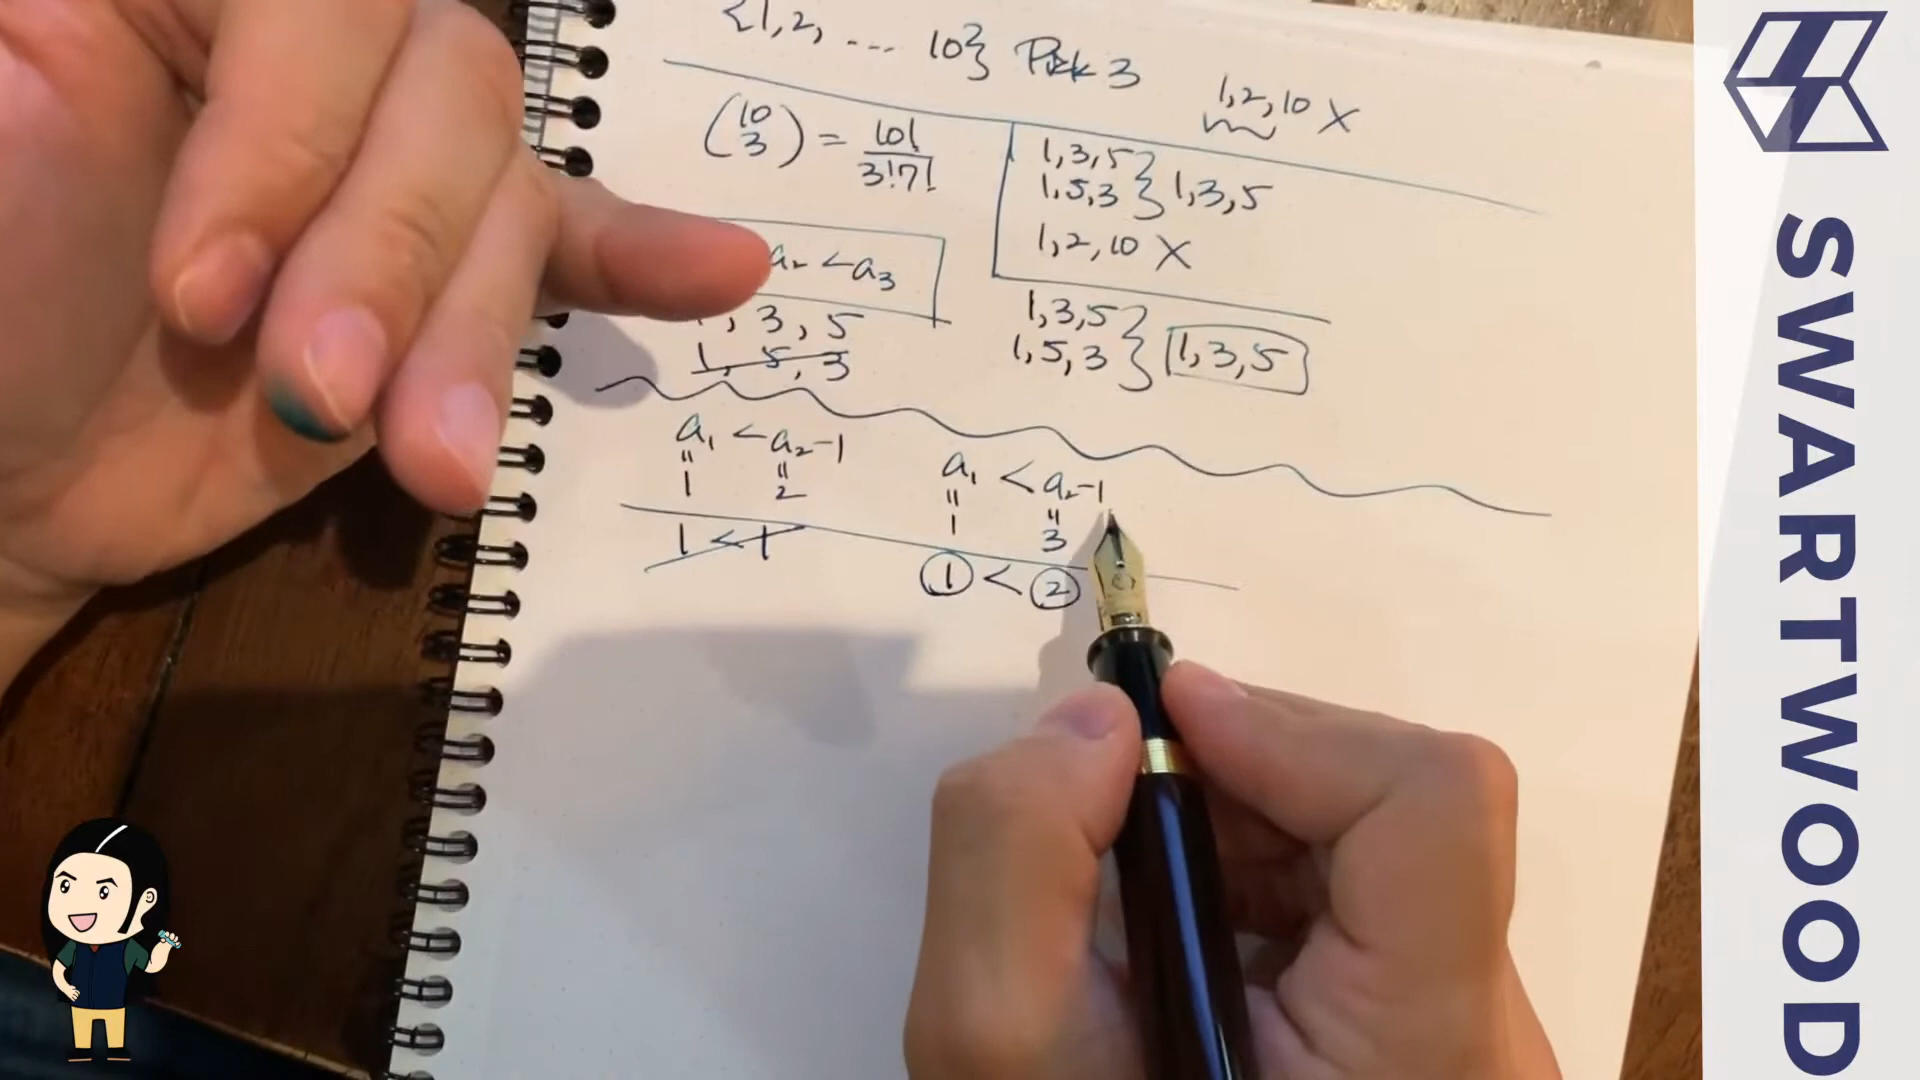 {1, 2, ... 10} Pick 3
1, 2, 10 X
(10 3) = 10! / 3!7!
1, 3, 5
1, 5, 3 } 1, 3, 5
1, 2, 10 X
a₂ < a₃
1, 3, 5
1, 5, 3
1, 3, 5
1, 5, 3 } 1, 3, 5
a₁ < a₂-1
" "
1 2
1 < 1
a₁ < a₂-1
" "
1 3
1 < 2
SWARTWOOD